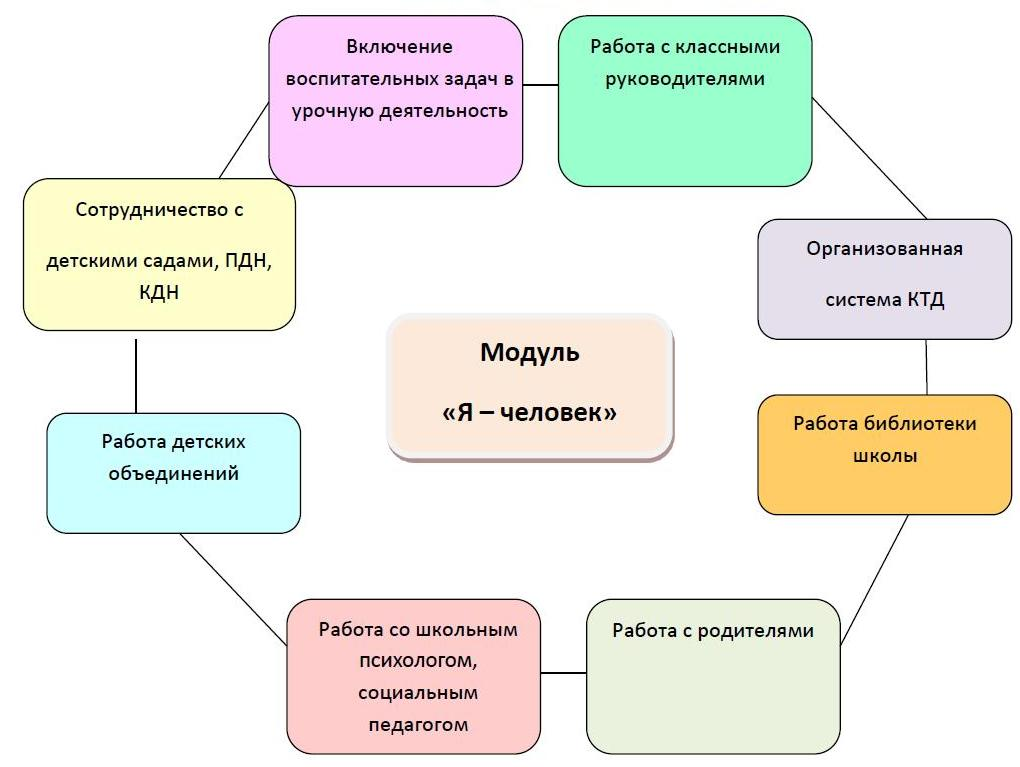 Включение
воспитательных задач в
урочную деятельность
Работа с классными
руководителями
Сотрудничество с
детскими садами, ПДН,
КДН
Организованная
система КТД
Модуль
«Я – человек»
Работа детских
объединений
Работа библиотеки
школы
Работа со школьным
психологом,
социальным
педагогом
Работа с родителями